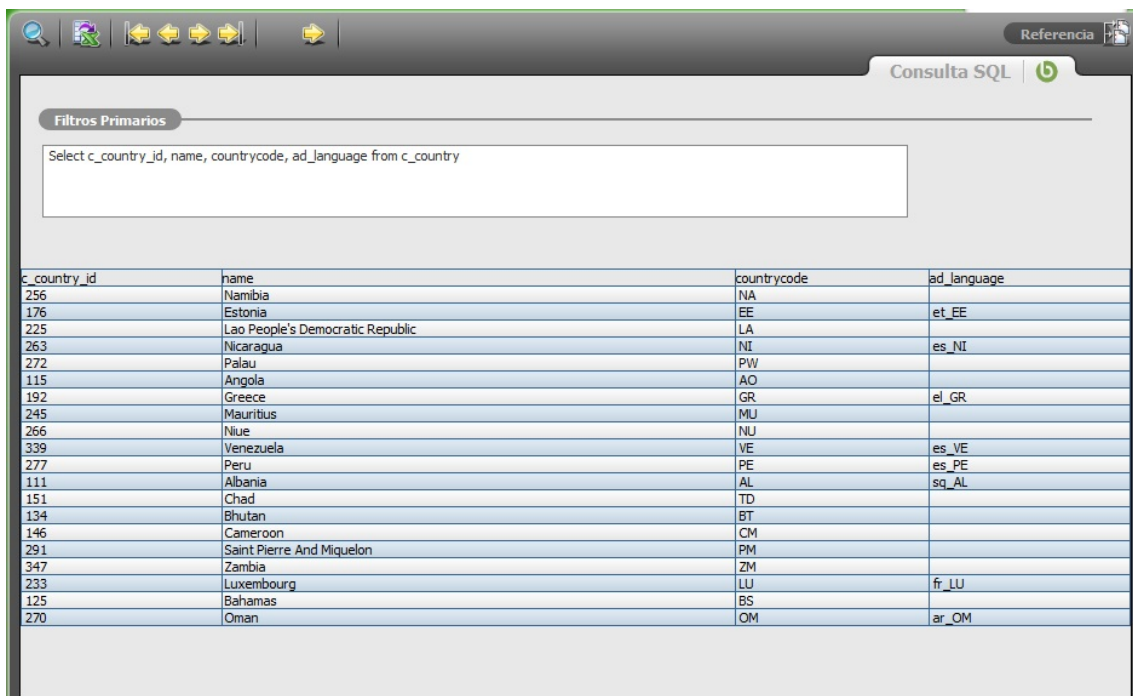 Referencia
Consulta SQL
Filtros Primarios
Select c_country_id, name, countrycode, ad_language from c_country
c_country_id name countrycode ad_language
256 Namibia NA
176 Estonia EE et_EE
225 Lao People's Democratic Republic LA
263 Nicaragua NI es_NI
272 Palau PW
115 Angola AO
192 Greece GR el_GR
245 Mauritius MU
266 Niue NU
339 Venezuela VE es_VE
277 Peru PE es_PE
111 Albania AL sq_AL
151 Chad TD
134 Bhutan BT
146 Cameroon CM
291 Saint Pierre And Miquelon PM
347 Zambia ZM
233 Luxembourg LU fr_LU
125 Bahamas BS
270 Oman OM ar_OM